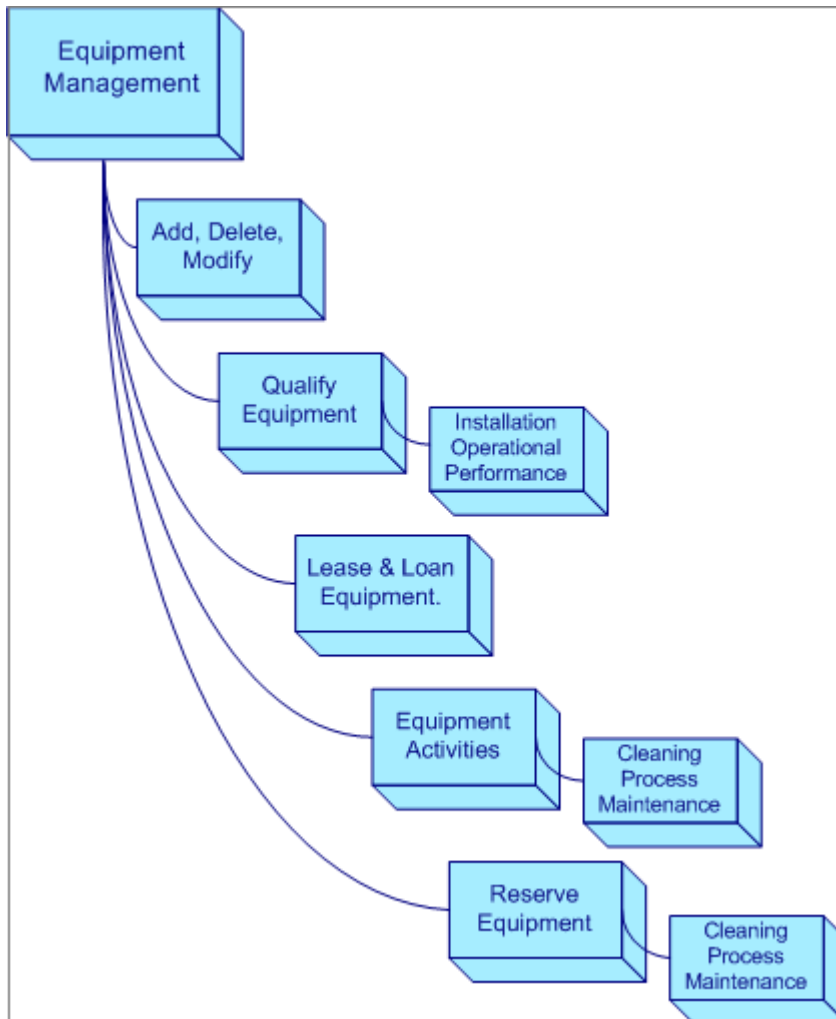 Equipment
Management
Add, Delete,
Modify
Qualify
Equipment
Installation
Operational
Performance
Lease & Loan
Equipment.
Equipment
Activities
Cleaning
Process
Maintenance
Reserve
Equipment
Cleaning
Process
Maintenance